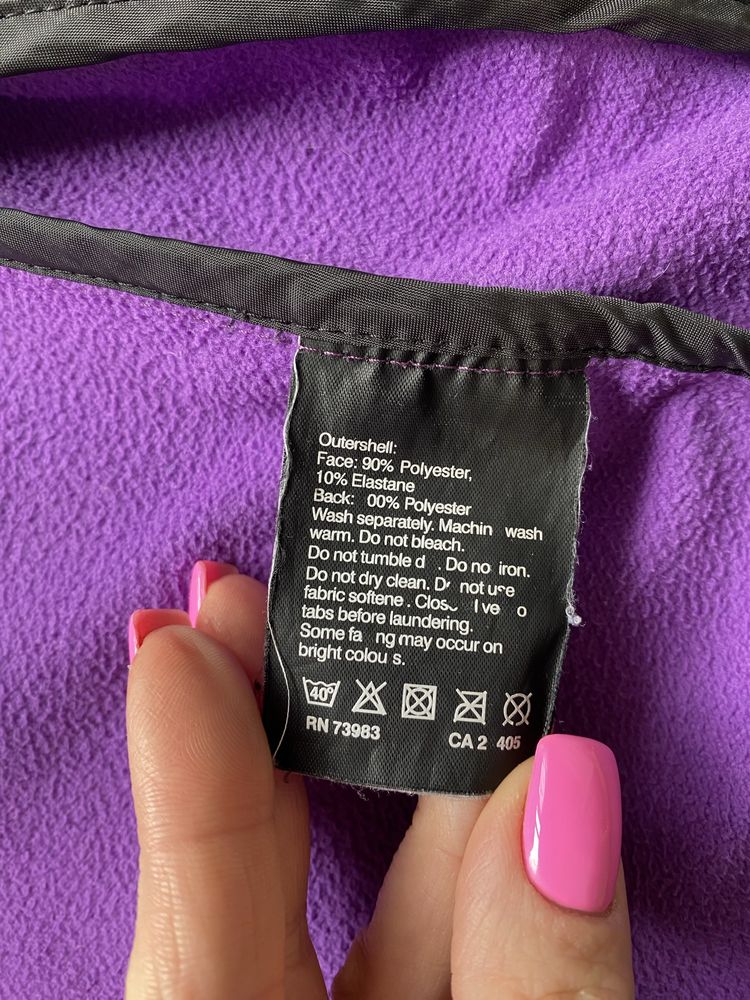 Outershell:
Face: 90% Polyester,
10% Elastane
Back: 00% Polyester
Wash separately. Machin wash
warm. Do not bleach.
Do not tumble d . Do no iron.
Do not dry clean. D not use
fabric softene . Clos l ve o
tabs before laundering.
Some fa ng may occur on
bright colou s.
40°
RN 73983 CA 2 405